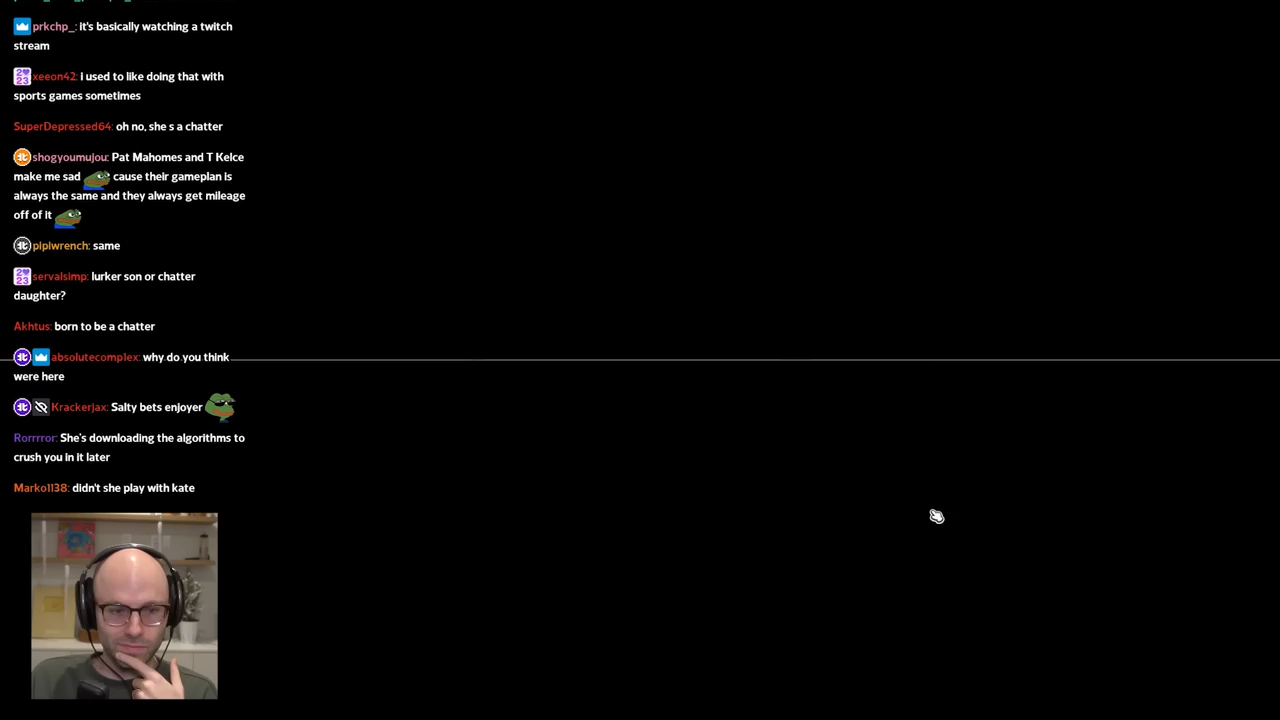 prkchp_: it's basically watching a twitch
stream
xeeon42: i used to like doing that with
sports games sometimes
SuperDepressed64: oh no, she s a chatter
shogyoumujou: Pat Mahomes and T Kelce
make me sad cause their gameplan is
always the same and they always get mileage
off of it
pipiwrench: same
servalsimp: lurker son or chatter
daughter?
Akhtus: born to be a chatter
absolutecomplex: why do you think
were here
Krackerjax: Salty bets enjoyer
Rorrrror: She's downloading the algorithms to
crush you in it later
Marko1138: didn't she play with kate